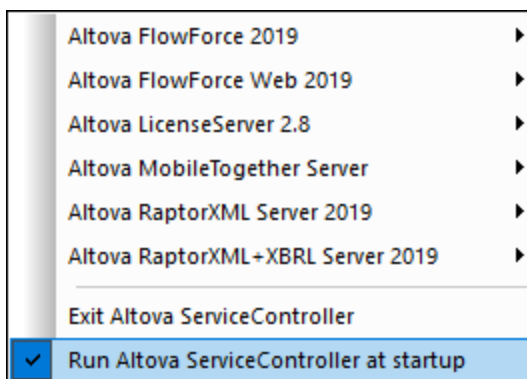 Altova FlowForce 2019
Altova FlowForce Web 2019
Altova LicenseServer 2.8
Altova MobileTogether Server
Altova RaptorXML Server 2019
Altova RaptorXML+XBRL Server 2019
Exit Altova ServiceController
Run Altova ServiceController at startup